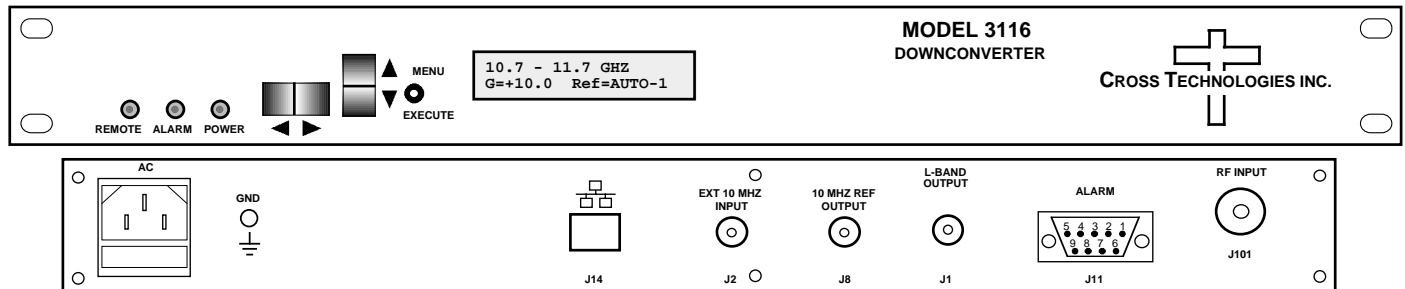 MODEL 3116
DOWNCONVERTER
CROSS TECHNOLOGIES INC.
10.7 - 11.7 GHZ
G=+10.0 Ref=AUTO-1
MENU
EXECUTE
REMOTE ALARM POWER
AC
GND
J14
EXT 10 MHZ
INPUT
J2
10 MHZ REF
OUTPUT
J8
L-BAND
OUTPUT
J1
ALARM
5 4 3 2 1
9 8 7 6
J11
RF INPUT
J101